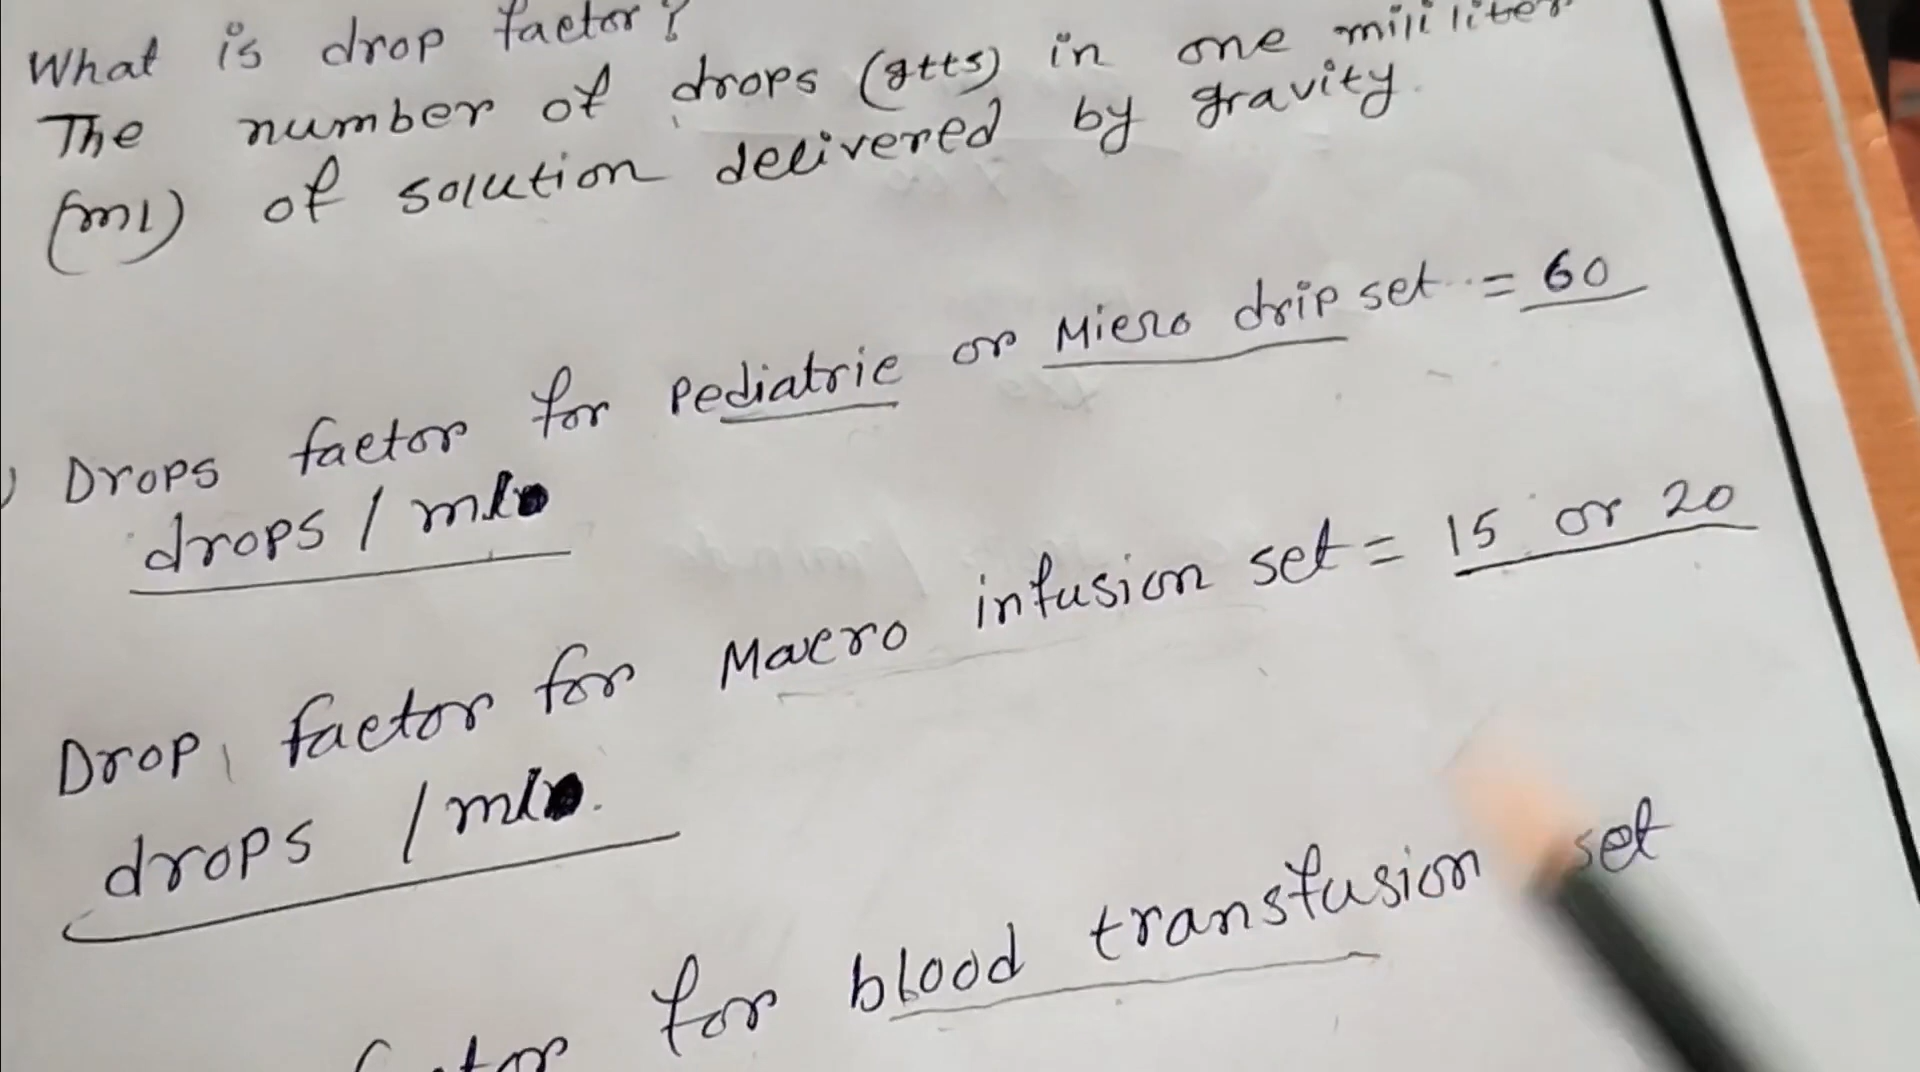 What is drop factor?
The number of drops (gtts) in one mili liter
(ml) of solution delivered by gravity.
Drops factor for Pediatric or Micro drip set = 60
drops / ml
Drop factor for Macro infusion set = 15 or 20
drops / ml.
for blood transfusion set